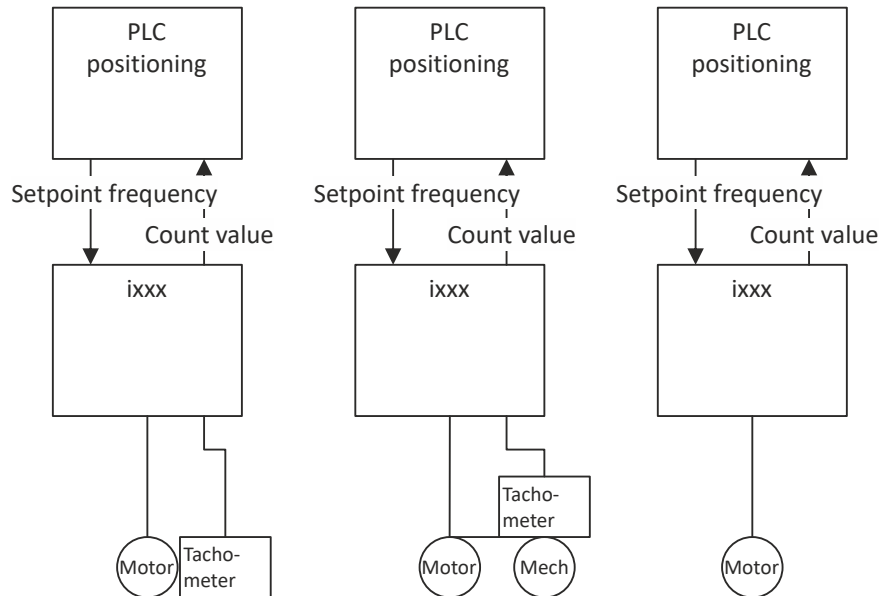 PLC
positioning
Setpoint frequency
Count value
ixxx
Motor
Tacho-
meter
PLC
positioning
Setpoint frequency
Count value
ixxx
Tacho-
meter
Motor
Mech
PLC
positioning
Setpoint frequency
Count value
ixxx
Motor